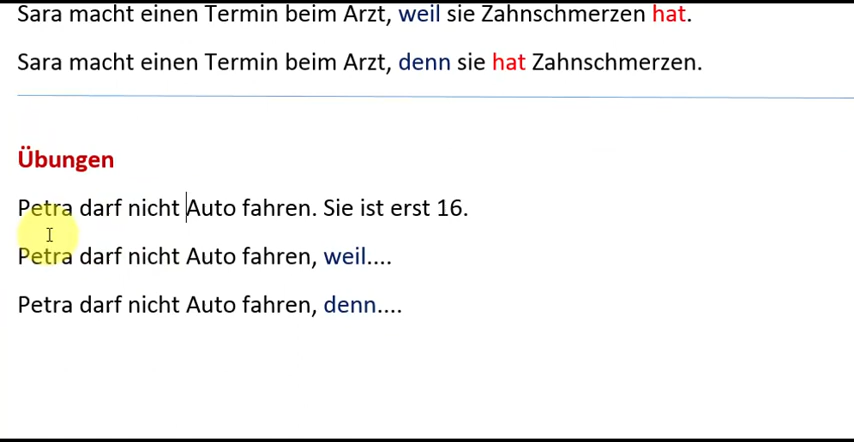 Sara macht einen Termin beim Arzt, weil sie Zahnschmerzen hat.
Sara macht einen Termin beim Arzt, denn sie hat Zahnschmerzen.
Übungen
Petra darf nicht Auto fahren. Sie ist erst 16.
Petra darf nicht Auto fahren, weil....
Petra darf nicht Auto fahren, denn....